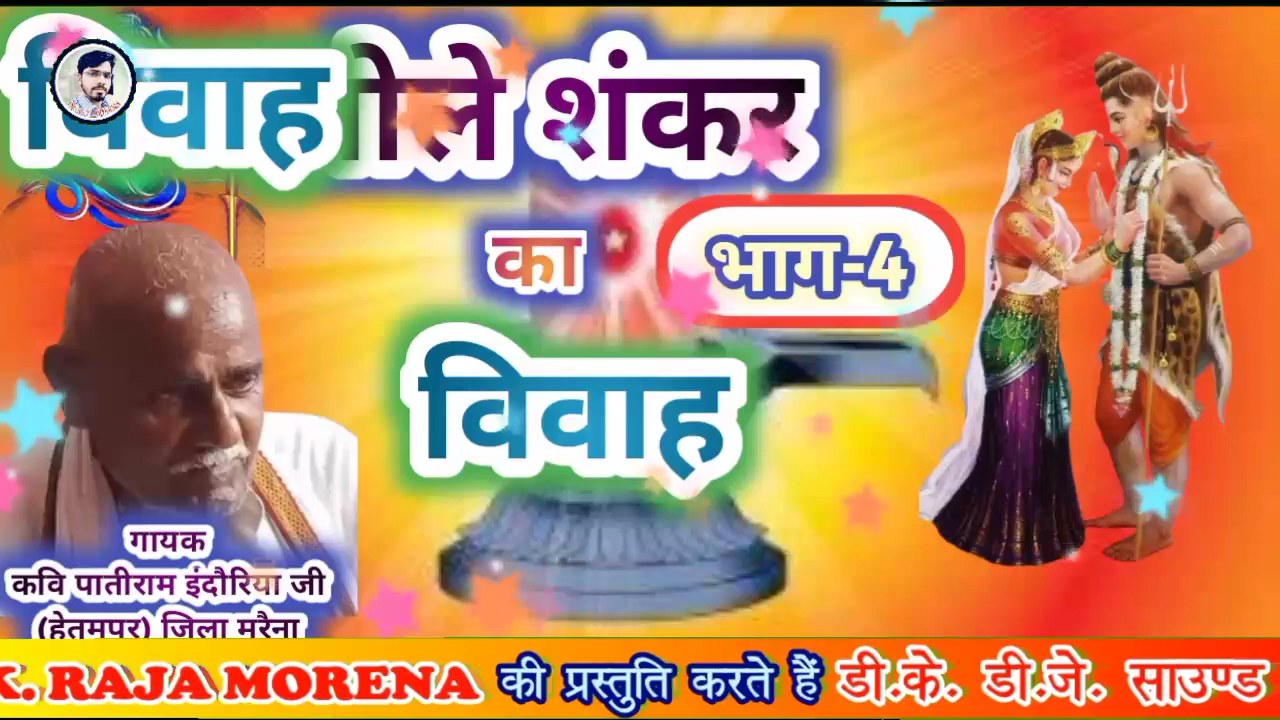 विवाह शंकर
का
भाग-4
विवाह
गायक
कवि पातीराम इंदौरिया जी
(हेतमपुर) जिला मुरैना
K. RAJA MORENA की प्रस्तुति करते हैं डी.के. डी.जे. साउण्ड